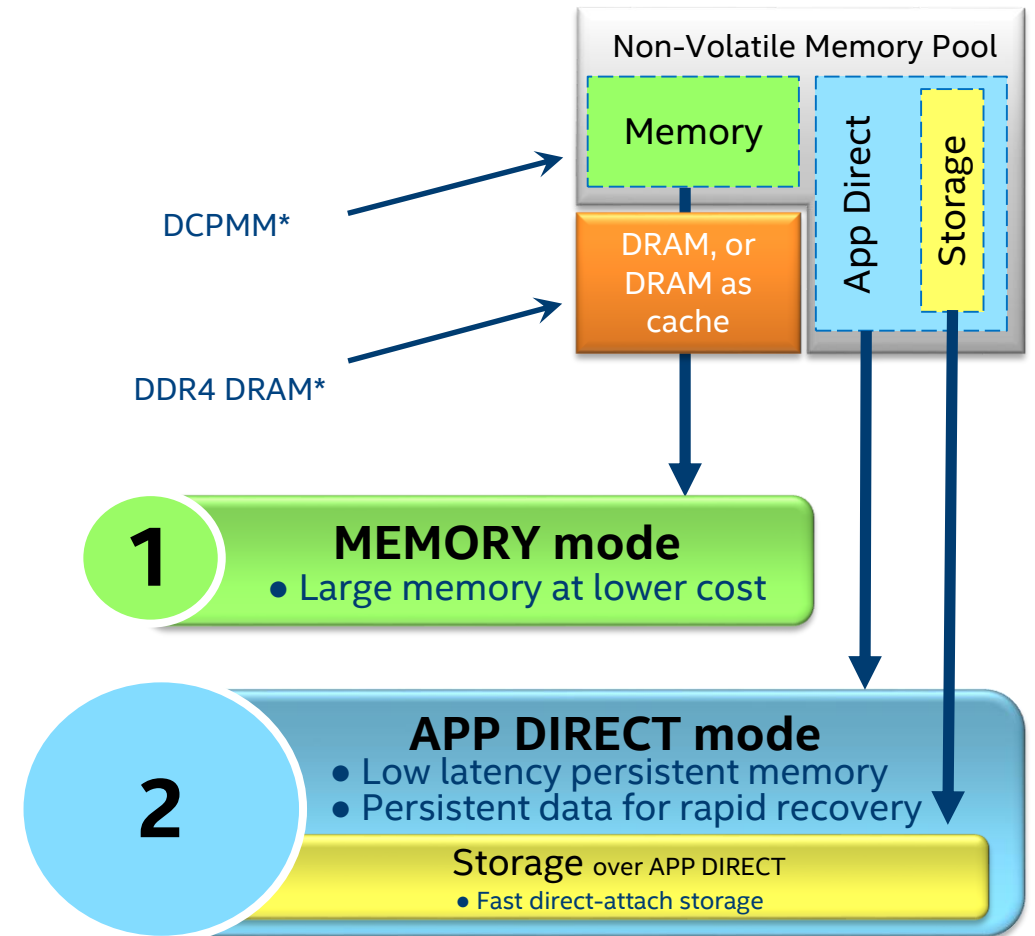 Non-Volatile Memory Pool
Memory
App Direct
Storage
DCPMM*
DRAM, or
DRAM as
cache
DDR4 DRAM*
1
MEMORY mode
● Large memory at lower cost
2
APP DIRECT mode
● Low latency persistent memory
● Persistent data for rapid recovery
Storage over APP DIRECT
● Fast direct-attach storage